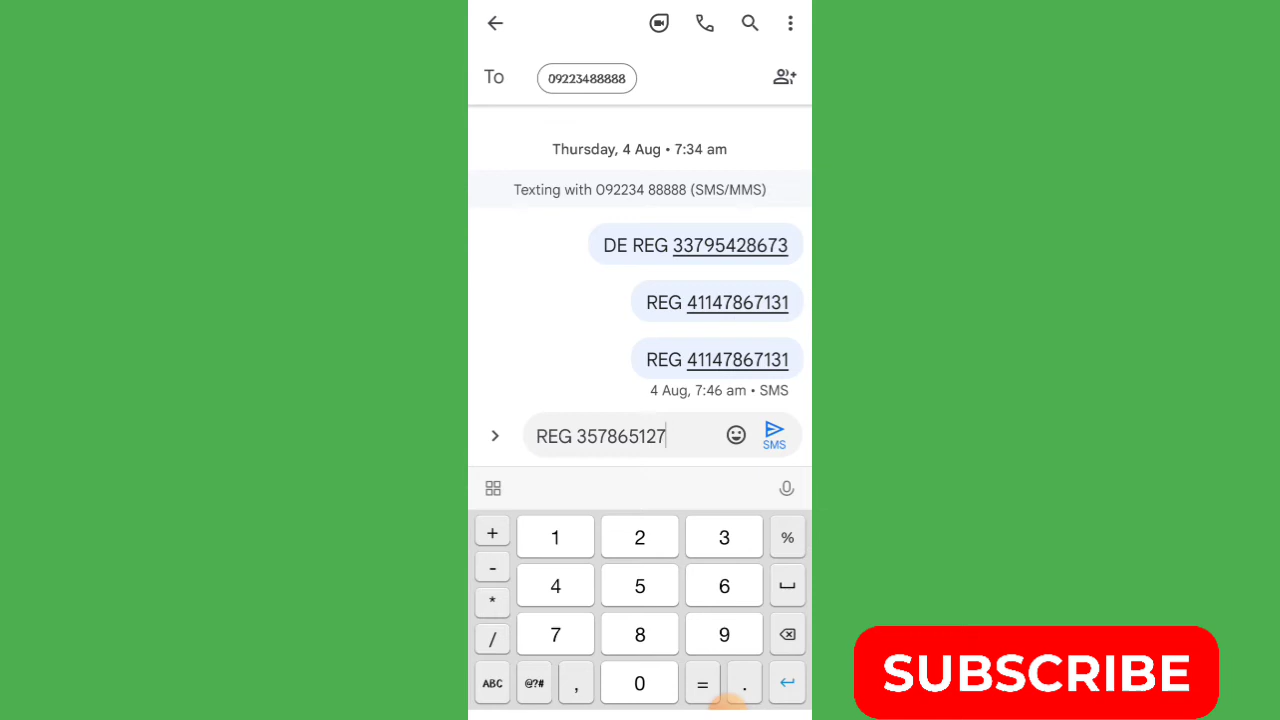 To 09223488888
Thursday, 4 Aug • 7:34 am
Texting with 092234 88888 (SMS/MMS)
DE REG 33795428673
REG 41147867131
REG 41147867131
4 Aug, 7:46 am • SMS
REG 357865127
SMS
+ 1 2 3 %
- 4 5 6
* 
/ 7 8 9
ABC @?# , 0 = .
SUBSCRIBE